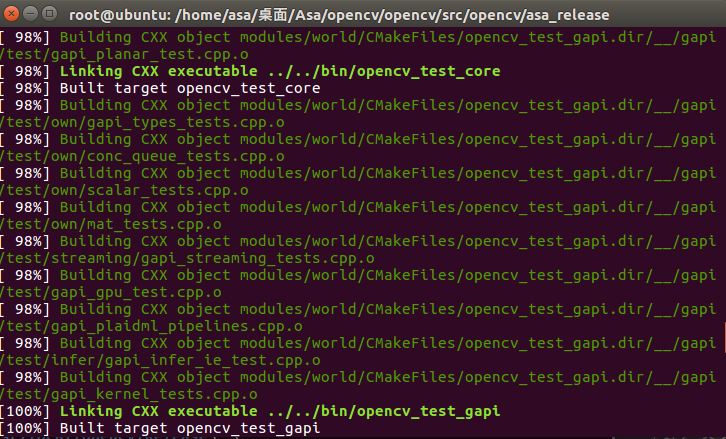 root@ubuntu: /home/asa/桌面/Asa/opencv/opencv/src/opencv/asa_release
[ 98%] Building CXX object modules/world/CMakeFiles/opencv_test_gapi.dir/__/gapi
/test/gapi_planar_test.cpp.o
[ 98%] Linking CXX executable ../../bin/opencv_test_core
[ 98%] Built target opencv_test_core
[ 98%] Building CXX object modules/world/CMakeFiles/opencv_test_gapi.dir/__/gapi
/test/own/gapi_types_tests.cpp.o
[ 98%] Building CXX object modules/world/CMakeFiles/opencv_test_gapi.dir/__/gapi
/test/own/conc_queue_tests.cpp.o
[ 98%] Building CXX object modules/world/CMakeFiles/opencv_test_gapi.dir/__/gapi
/test/own/scalar_tests.cpp.o
[ 98%] Building CXX object modules/world/CMakeFiles/opencv_test_gapi.dir/__/gapi
/test/own/mat_tests.cpp.o
[ 98%] Building CXX object modules/world/CMakeFiles/opencv_test_gapi.dir/__/gapi
/test/streaming/gapi_streaming_tests.cpp.o
[ 98%] Building CXX object modules/world/CMakeFiles/opencv_test_gapi.dir/__/gapi
/test/gapi_gpu_test.cpp.o
[ 98%] Building CXX object modules/world/CMakeFiles/opencv_test_gapi.dir/__/gapi
/test/gapi_plaidml_pipelines.cpp.o
[ 98%] Building CXX object modules/world/CMakeFiles/opencv_test_gapi.dir/__/gapi
/test/infer/gapi_infer_ie_test.cpp.o
[ 98%] Building CXX object modules/world/CMakeFiles/opencv_test_gapi.dir/__/gapi
/test/gapi_kernel_tests.cpp.o
[100%] Linking CXX executable ../../bin/opencv_test_gapi
[100%] Built target opencv_test_gapi